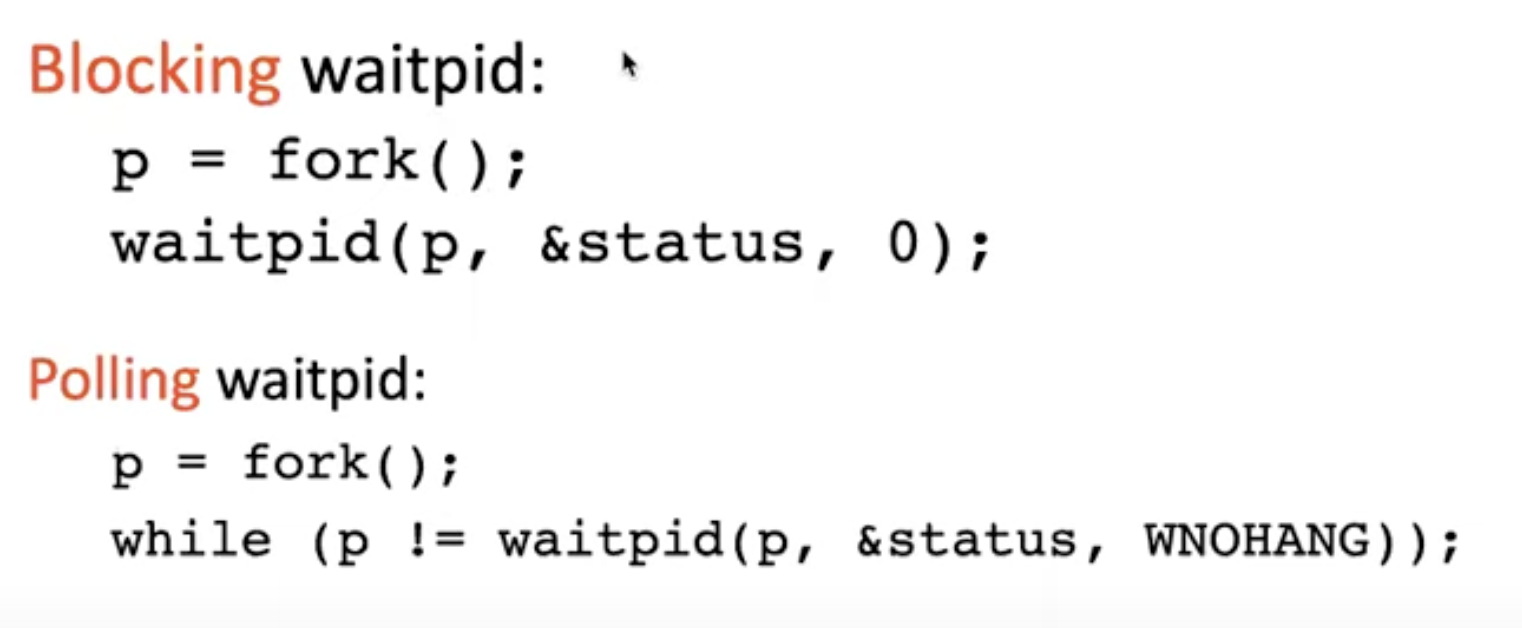 Blocking waitpid:
p = fork();
waitpid(p, &status, 0);
Polling waitpid:
p = fork();
while (p != waitpid(p, &status, WNOHANG));